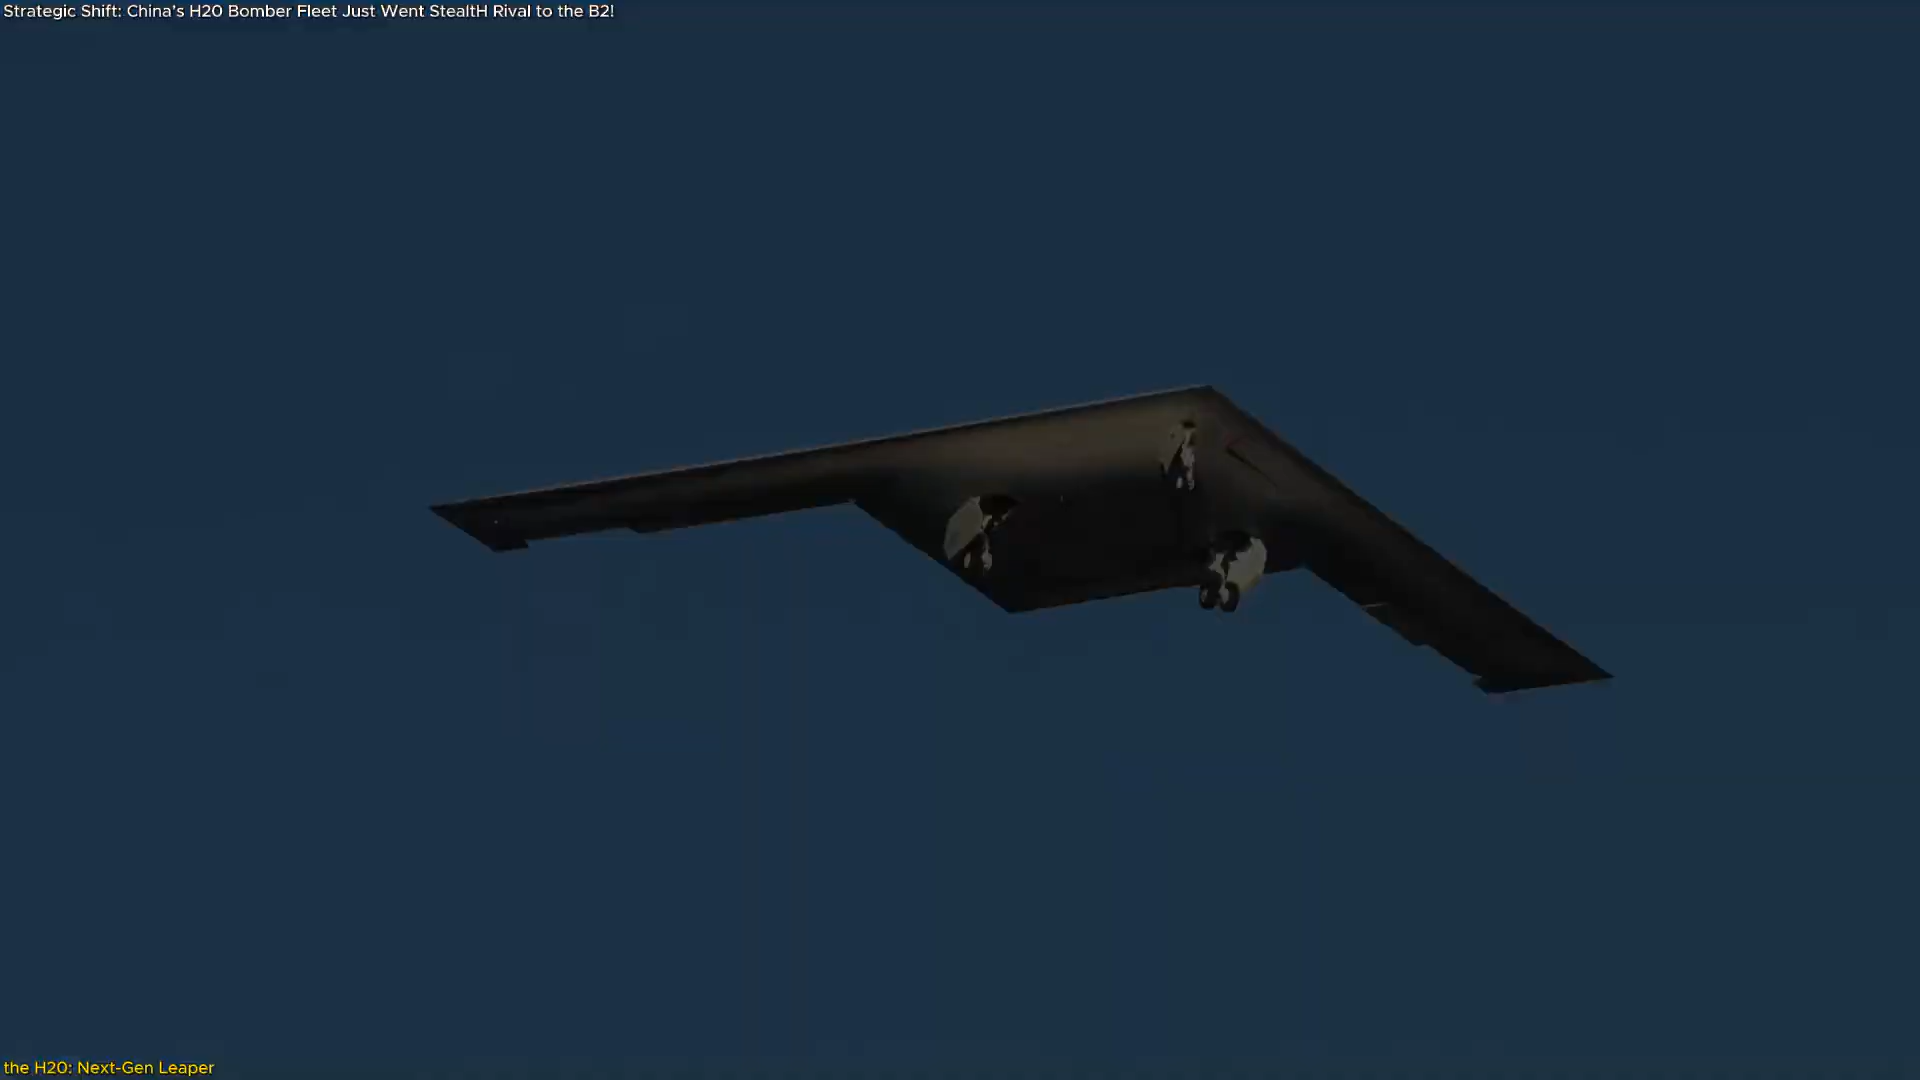 Strategic Shift: China's H20 Bomber Fleet Just Went StealtH Rival to the B2!
the H20: Next-Gen Leaper